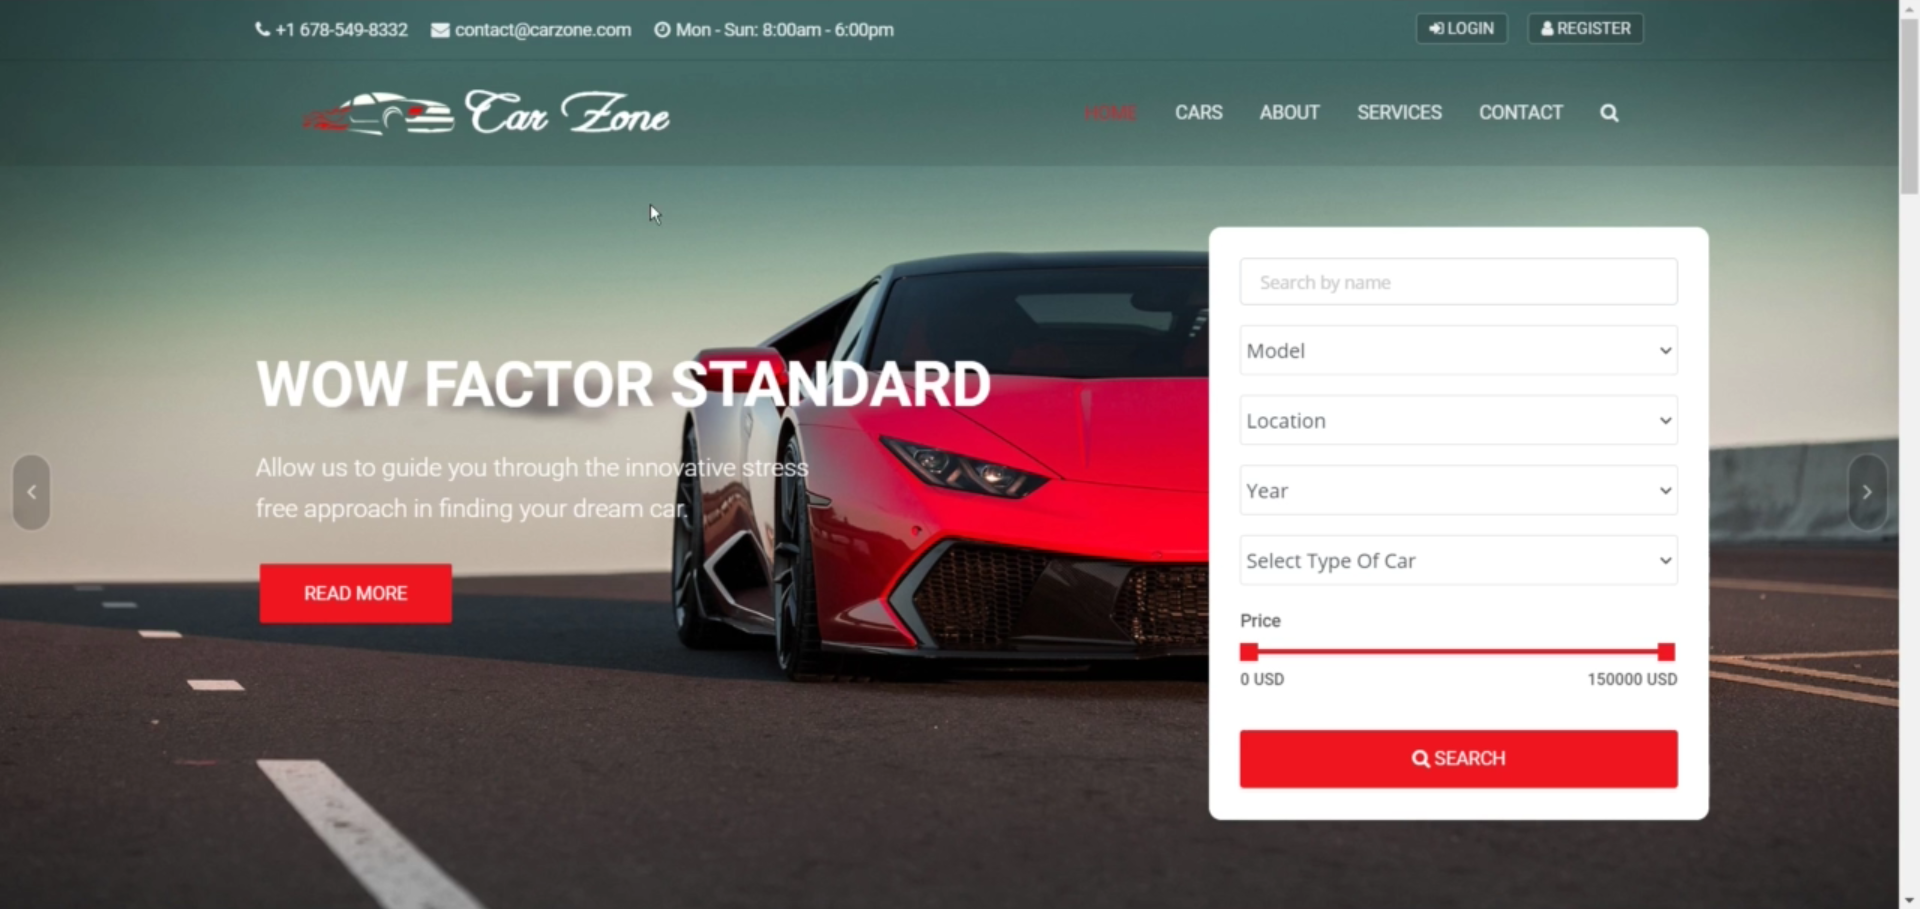 +1 678-549-8332 contact@carzone.com Mon - Sun: 8:00am - 6:00pm LOGIN REGISTER
Car Zone HOME CARS ABOUT SERVICES CONTACT
Search by name
Model
WOW FACTOR STANDARD
Location
Allow us to guide you through the innovative stress
free approach in finding your dream car.
Year
Select Type Of Car
READ MORE
Price
0 USD 150000 USD
SEARCH